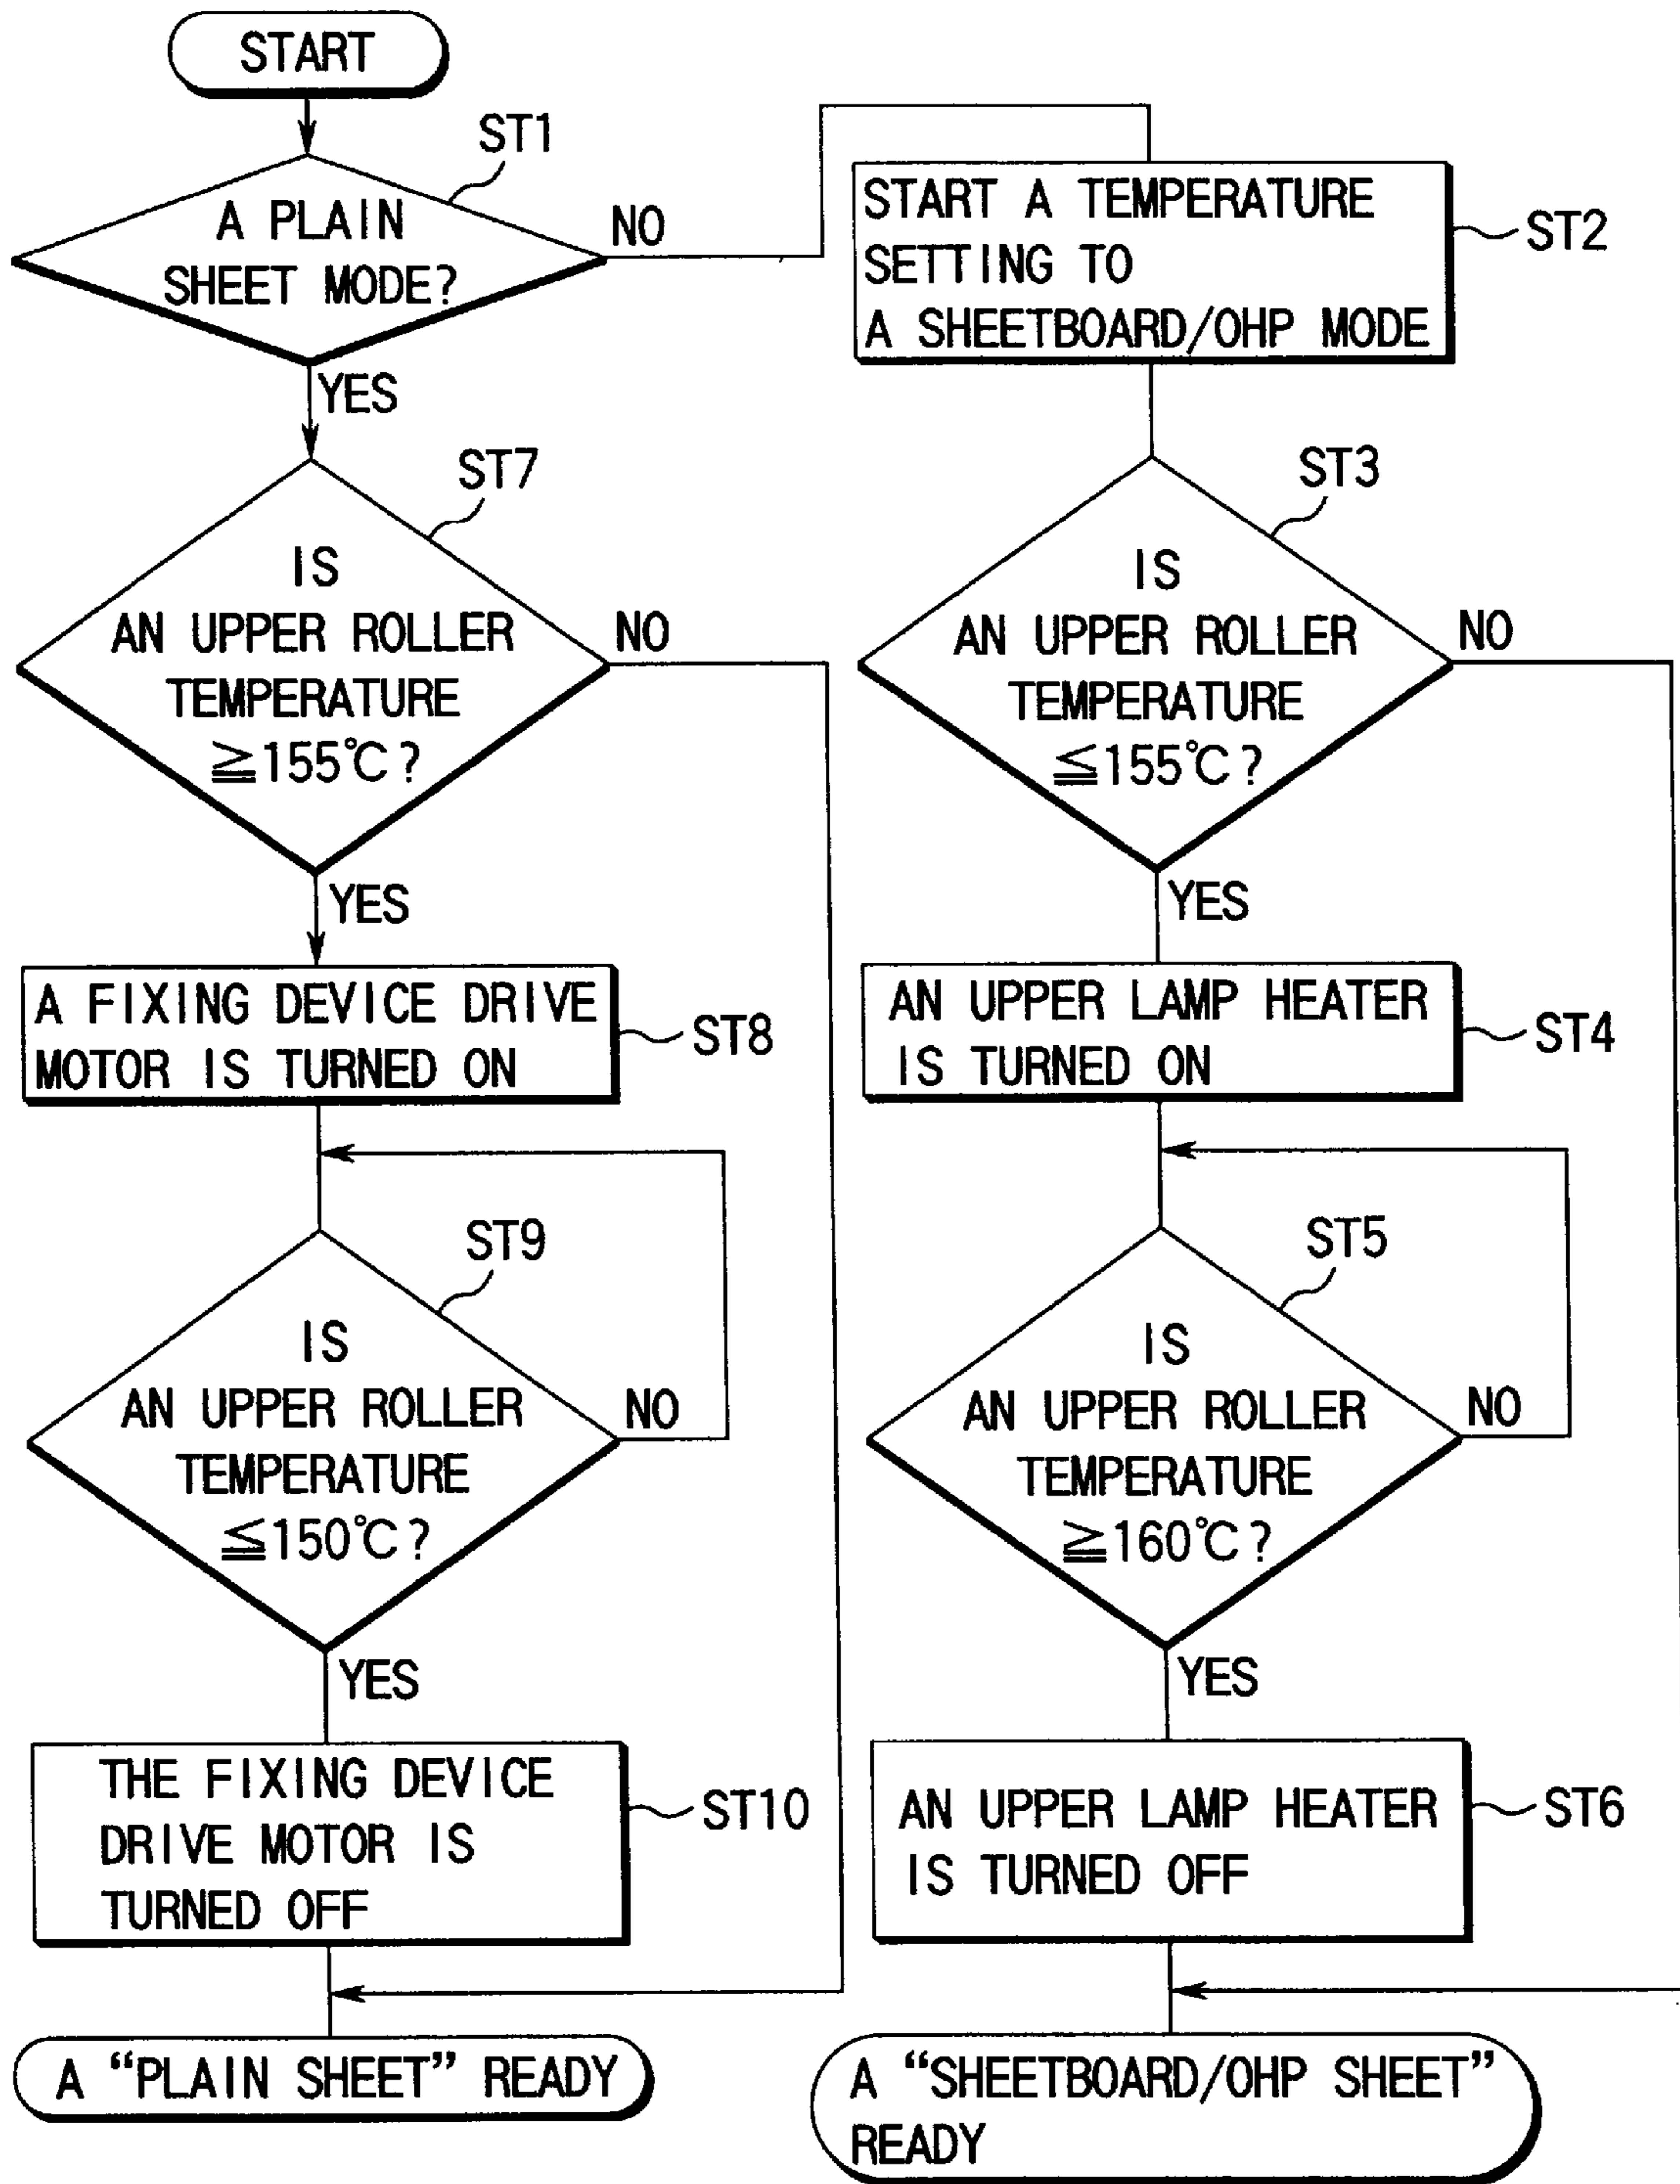 START
ST1
A PLAIN
SHEET MODE?
NO
YES
START A TEMPERATURE
SETTING TO
A SHEETBOARD/OHP MODE
ST2
ST7
IS
AN UPPER ROLLER
TEMPERATURE
≧155℃?
NO
YES
ST3
IS
AN UPPER ROLLER
TEMPERATURE
≦155℃?
NO
YES
A FIXING DEVICE DRIVE
MOTOR IS TURNED ON
ST8
AN UPPER LAMP HEATER
IS TURNED ON
ST4
ST9
IS
AN UPPER ROLLER
TEMPERATURE
≦150℃?
NO
YES
ST5
IS
AN UPPER ROLLER
TEMPERATURE
≧160℃?
NO
YES
THE FIXING DEVICE
DRIVE MOTOR IS
TURNED OFF
ST10
AN UPPER LAMP HEATER
IS TURNED OFF
ST6
A “PLAIN SHEET” READY
A “SHEETBOARD/OHP SHEET”
READY